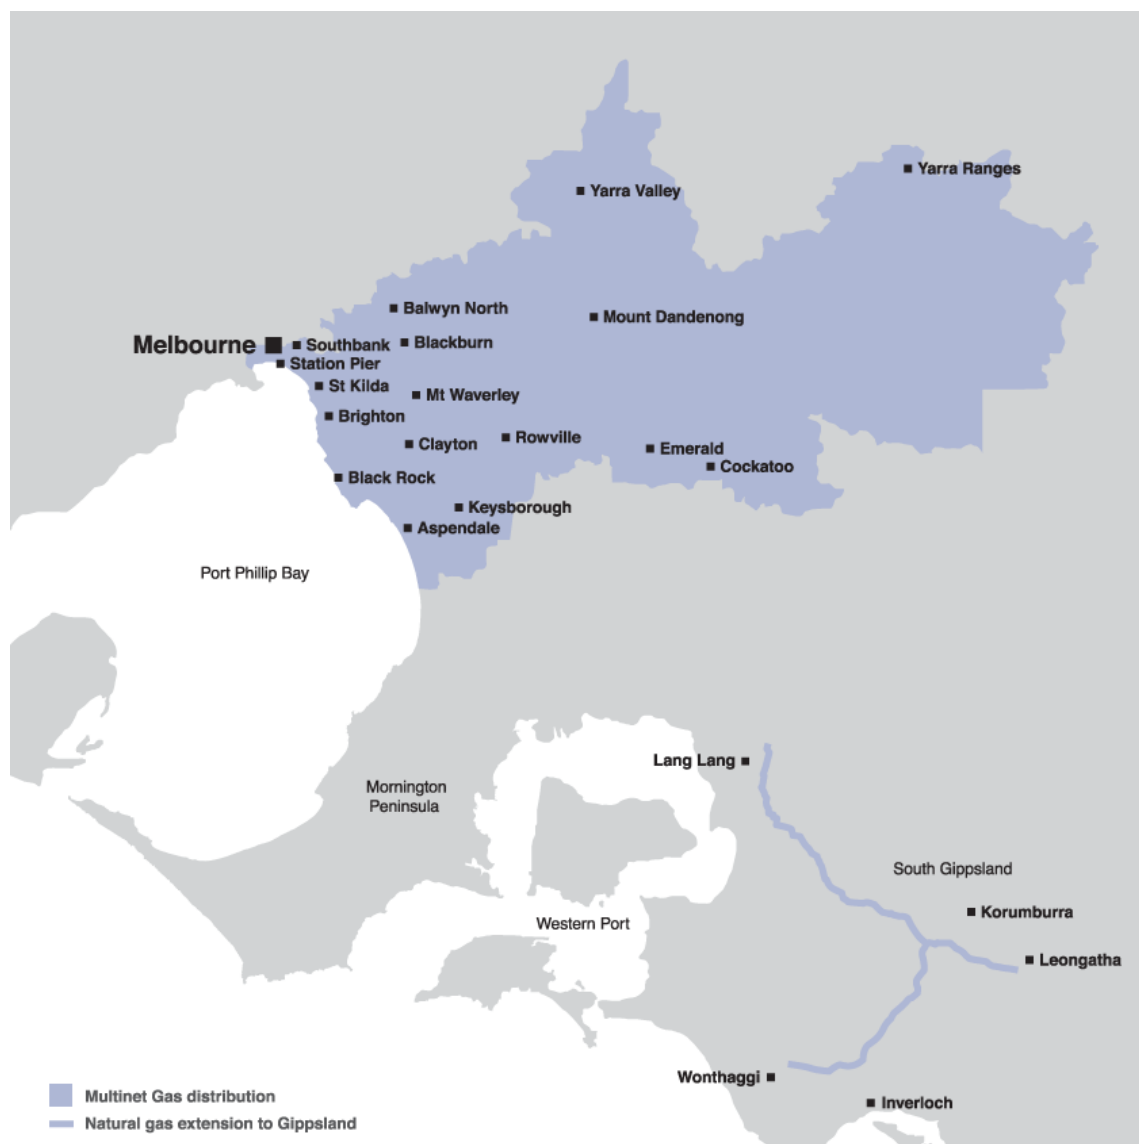 Yarra Ranges
Yarra Valley
Balwyn North
Mount Dandenong
Melbourne
Southbank
Blackburn
Station Pier
St Kilda
Mt Waverley
Brighton
Clayton
Rowville
Emerald
Cockatoo
Black Rock
Keysborough
Aspendale
Port Phillip Bay
Lang Lang
Mornington
Peninsula
South Gippsland
Korumburra
Western Port
Leongatha
Wonthaggi
Inverloch
Multinet Gas distribution
Natural gas extension to Gippsland